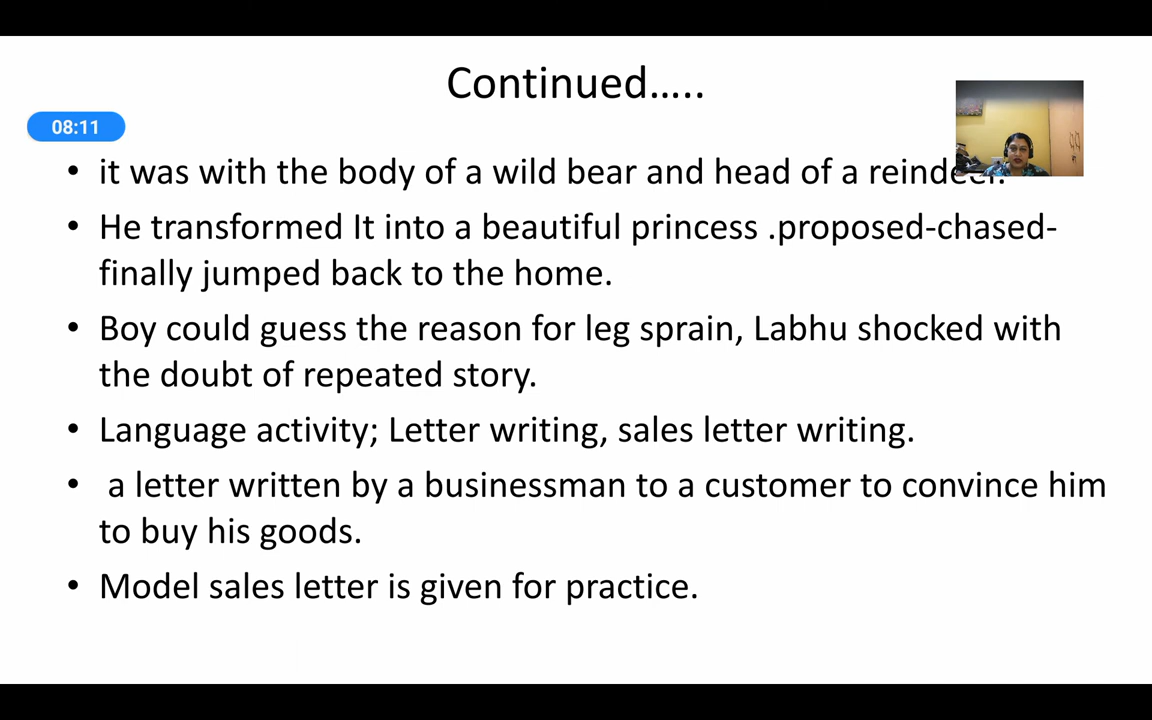 Continued.....
08:11
• it was with the body of a wild bear and head of a reindeer.
• He transformed It into a beautiful princess .proposed-chased-
finally jumped back to the home.
• Boy could guess the reason for leg sprain, Labhu shocked with
the doubt of repeated story.
• Language activity; Letter writing, sales letter writing.
• a letter written by a businessman to a customer to convince him
to buy his goods.
• Model sales letter is given for practice.